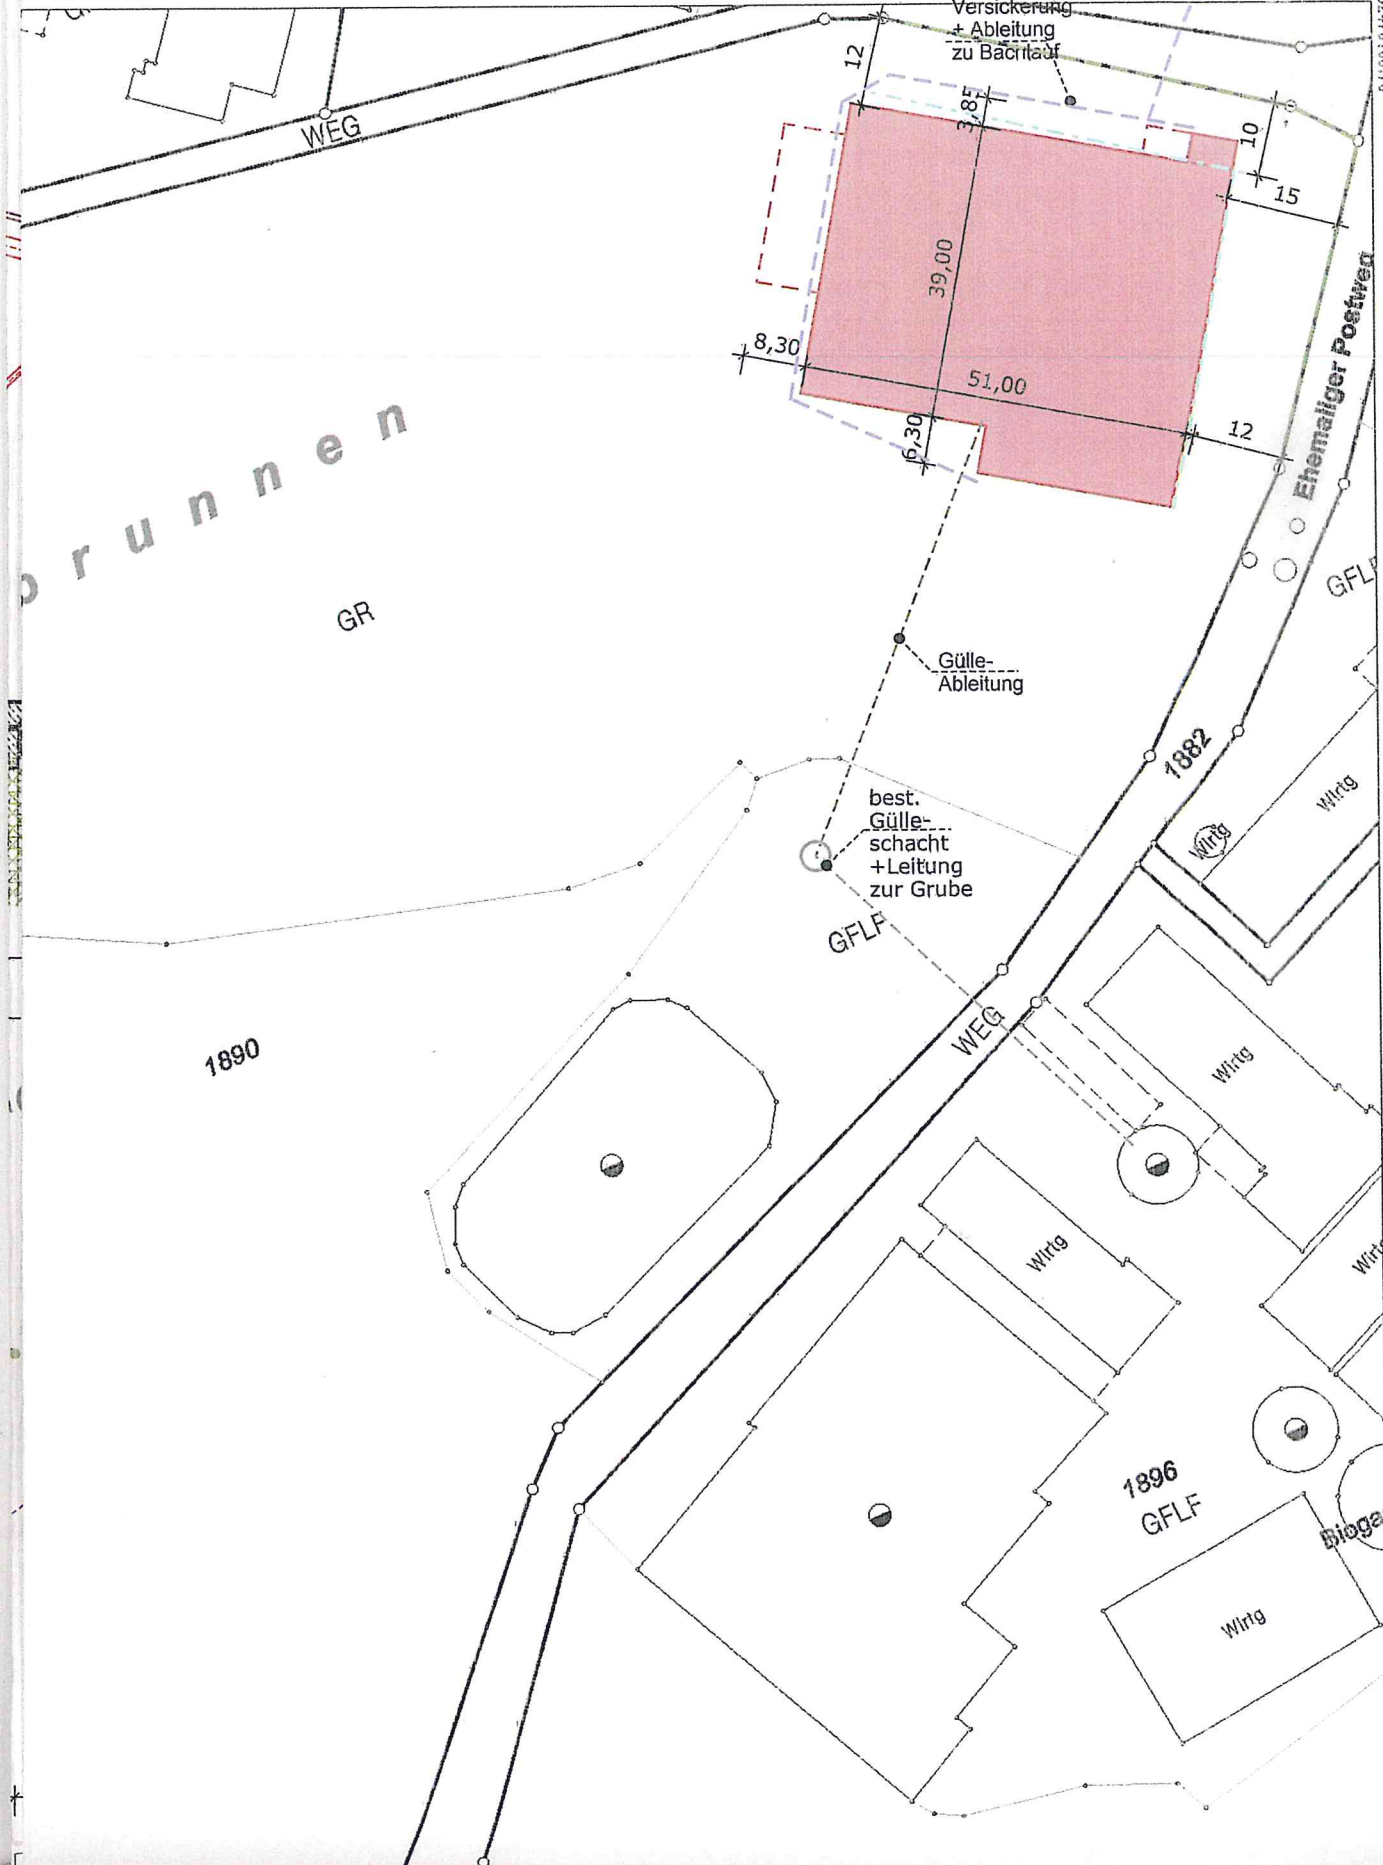 Versickerung
+ Ableitung
zu Bachlauf
12
3,85
10
WEG
15
39,00
8,30
51,00
12
6,30
Ehemaliger Postweg
runnen
GR
Gülle-
Ableitung
1882
Wirtg
Wirtg
best.
Gülle-
schacht
+Leitung
zur Grube
GFLF
WEG
1890
Wirtg
Wirtg
1896
GFLF
Wirtg